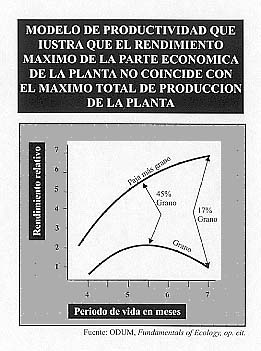 MODELO DE PRODUCTIVIDAD QUE
IUSTRA QUE EL RENDIMIENTO
MAXIMO DE LA PARTE ECONOMICA
DE LA PLANTA NO COINCIDE CON
EL MAXIMO TOTAL DE PRODUCCION
DE LA PLANTA
Rendimiento relativo
7
6
5
4
3
2
1
Paja más grano
45%
Grano
17%
Grano
Grano
4
5
6
7
Periodo de vida en meses
Fuente: ODUM, Fundamentals of Ecology, op. cit.